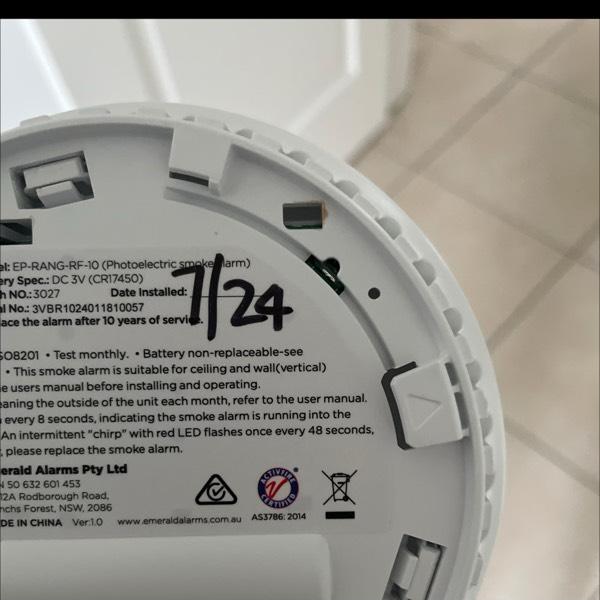 el: EP-RANG-RF-10 (Photoelectric smoke alarm)
ery Spec.: DC 3V (CR17450)
h NO.: 3027 Date Installed: 7/24
al No.: 3VBR1024011810057
lace the alarm after 10 years of service.
SO8201 • Test monthly. • Battery non-replaceable-see
• This smoke alarm is suitable for ceiling and wall(vertical)
e users manual before installing and operating.
eaning the outside of the unit each month, refer to the user manual.
every 8 seconds, indicating the smoke alarm is running into the
An intermittent "chirp" with red LED flashes once every 48 seconds,
, please replace the smoke alarm.
erald Alarms Pty Ltd
N 50 632 601 453
12A Rodborough Road,
nchs Forest, NSW, 2086
DE IN CHINA Ver:1.0 www.emeraldalarms.com.au
ACTIVFIRE
CERTIFIED
AS3786: 2014